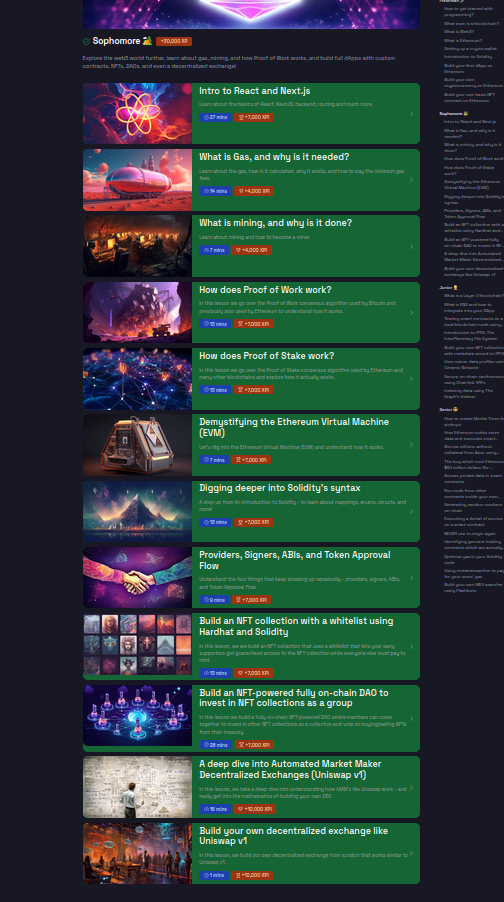 Sophomore
+30,000 XP
Explore the web3 world further, learn about gas, mining, and how Proof of Work works, and build full dApps with custom
contracts, NFTs, DAOs, and even a decentralized exchange!
Intro to React and Next.js
Learn about the basics of React, Next.JS, backend, routing and much more.
27 mins
+7,000 XP!
What is Gas, and why is it needed?
Learn about the gas, how is it calculated, why it exists, and how to pay the minimum gas
fees.
14 mins
+4,000 XP!
What is mining, and why is it done?
Learn about mining and how to become a miner.
7 mins
+4,000 XP!
How does Proof of Work work?
In this lesson we go over the Proof of Work consensus algorithm used by Bitcoin and
previously also used by Ethereum to understand how it works.
13 mins
+7,000 XP!
How does Proof of Stake work?
In this lesson we go over the Proof of Stake consensus algorithm used by Ethereum and
many other blockchains and explore how it actually works.
13 mins
+7,000 XP!
Demystifying the Ethereum Virtual Machine
(EVM)
Let's dig into the Ethereum Virtual Machine (EVM) and understand how it works.
7 mins
+7,000 XP!
Digging deeper into Solidity's syntax
A step up from An introduction to Solidity - to learn about mappings, enums, structs, and
more!
13 mins
+7,000 XP!
Providers, Signers, ABIs, and Token Approval
Flow
Understand the four things that keep showing up repeatedly - providers, signers, ABIs,
and Token Approval Flow
9 mins
+7,000 XP!
Build an NFT collection with a whitelist using
Hardhat and Solidity
In this lesson, we build an NFT collection that uses a whitelist that lets your early
supporters get guaranteed access to the NFT collection while everyone else must pay to
mint.
13 mins
+7,000 XP!
Build an NFT-powered fully on-chain DAO to
invest in NFT collections as a group
In this lesson we build a fully on-chain NFT-powered DAO where members can come
together to invest in other NFT collections as a collective and vote on buying/selling NFTs
from their treasury.
28 mins
+7,000 XP!
A deep dive into Automated Market Maker
Decentralized Exchanges (Uniswap v1)
In this lesson, we take a deep dive into understanding how AMM's like Uniswap work - and
ready get into the mathematics of building your own DEX.
18 mins
+10,000 XP!
Build your own decentralized exchange like
Uniswap v1
In this lesson, we build our own decentralized exchange from scratch that works similar to
Uniswap v1.
1 mins
+10,000 XP!
How to get started with
programming?
What even is a blockchain?
What is Web3?
What is Ethereum?
Setting up a crypto wallet
Introduction to Solidity
Build your first dApp on
Ethereum
Build your own
cryptocurrency on Ethereum
Build your own basic NFT
contract on Ethereum
Sophomore
Intro to React and Next.js
What is Gas, and why is it
needed?
What is mining, and why is it
done?
How does Proof of Work work?
How does Proof of Stake
work?
Demystifying the Ethereum
Virtual Machine (EVM)
Digging deeper into Solidity's
syntax
Providers, Signers, ABIs, and
Token Approval Flow
Build an NFT collection with a
whitelist using Hardhat and...
Build an NFT-powered fully
on-chain DAO to invest in NF...
A deep dive into Automated
Market Maker Decentralized...
Build your own decentralized
exchange like Uniswap v1
Junior
What is a Layer 2 blockchain?
What is ENS and how to
integrate into your DApp
Testing smart contracts on a
local blockchain node using...
Introduction to IPFS: The
InterPlanetary File System
Build your own NFT collection
with metadata stored on IPFS
User-owner data profiles using
Ceramic Network
Secure on-chain randomness
using Chainlink VRFs
Indexing data using The
Graph's Indexer
Senior
How to create Merkle Trees for
airdrops
How Ethereum nodes store
data and executes smart...
Borrow millions without
collateral from Aave using...
The bug which cost Ethereum
$60 million dollars: Re-...
Access private data in smart
contracts
Run code from other
contracts inside your own...
Generating random numbers
on-chain
Executing a denial of service
on a smart contract
NEVER use tx.origin again
Identifying genuine looking
contracts which are actually...
Optimize gas in your Solidity
code
Using metatransaction to pay
for your users' gas
Build your own MEV searcher
using Flashbots